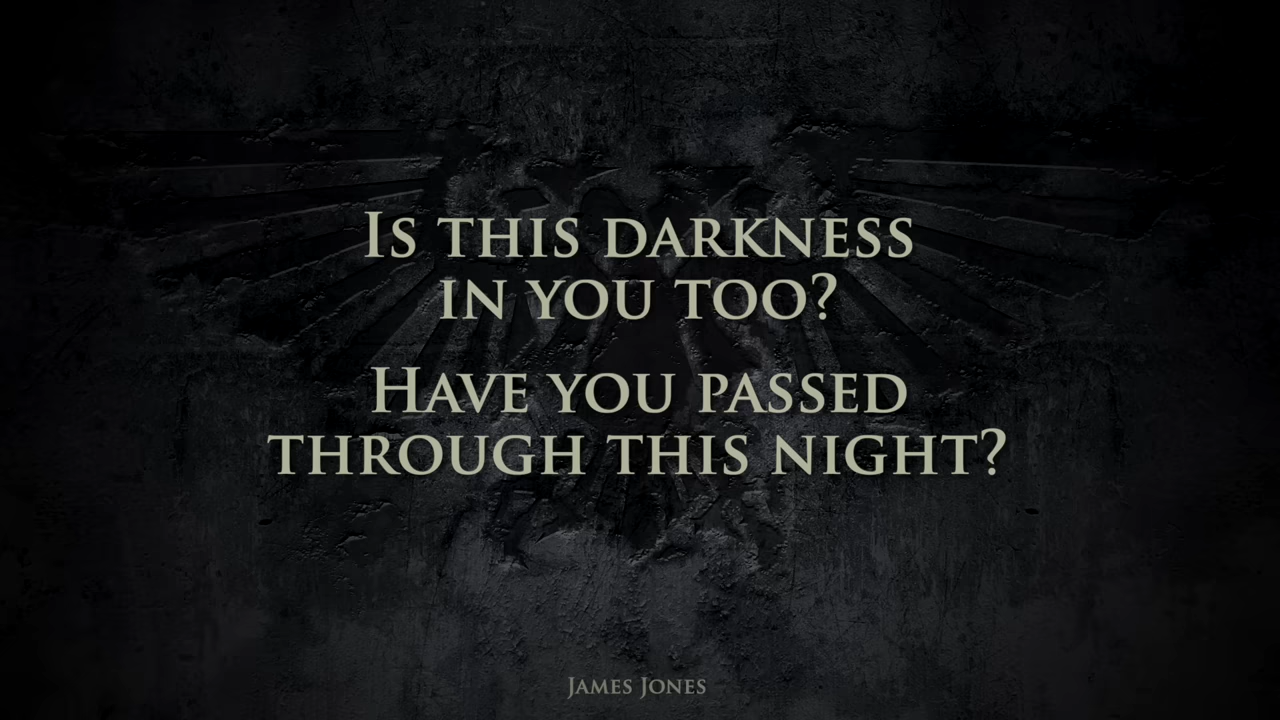 Is this darkness
in you too?
Have you passed
through this night?
James Jones